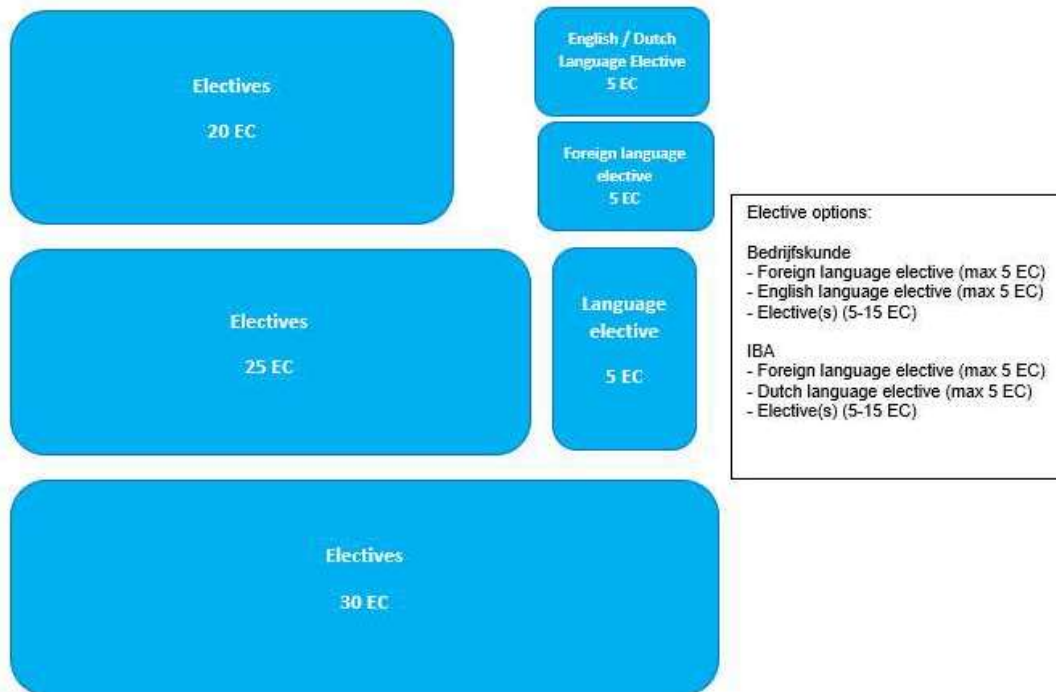 Electives
20 EC
English / Dutch
Language Elective
5 EC
Foreign language
elective
5 EC
Electives
25 EC
Language
elective
5 EC
Electives
30 EC
Elective options:
Bedrijfskunde
- Foreign language elective (max 5 EC)
- English language elective (max 5 EC)
- Elective(s) (5-15 EC)
IBA
- Foreign language elective (max 5 EC)
- Dutch language elective (max 5 EC)
- Elective(s) (5-15 EC)